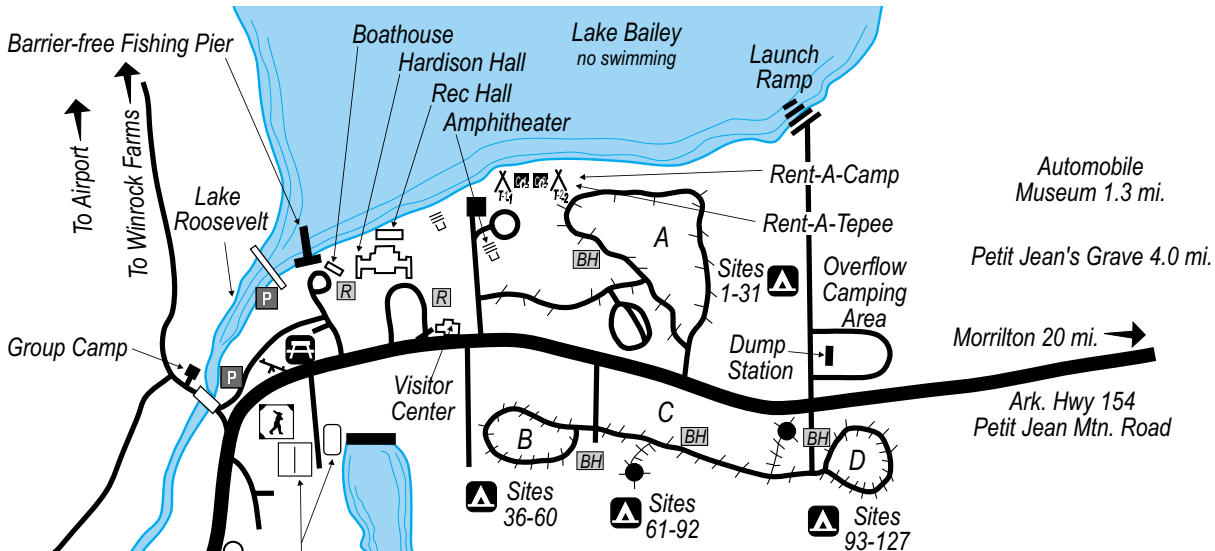 Barrier-free Fishing Pier
Boathouse
Hardison Hall
Rec Hall
Amphitheater
Lake Bailey
no swimming
Launch
Ramp
To Airport
To Winrock Farms
Lake
Roosevelt
Rent-A-Camp
Rent-A-Tepee
Automobile
Museum 1.3 mi.
Petit Jean's Grave 4.0 mi.
A
BH
Sites
1-31
Overflow
Camping
Area
P
R
R
Morrilton 20 mi.
Group Camp
P
Visitor
Center
Dump
Station
Ark. Hwy 154
Petit Jean Mtn. Road
C
B
BH
BH
BH
D
Sites
36-60
Sites
61-92
Sites
93-127